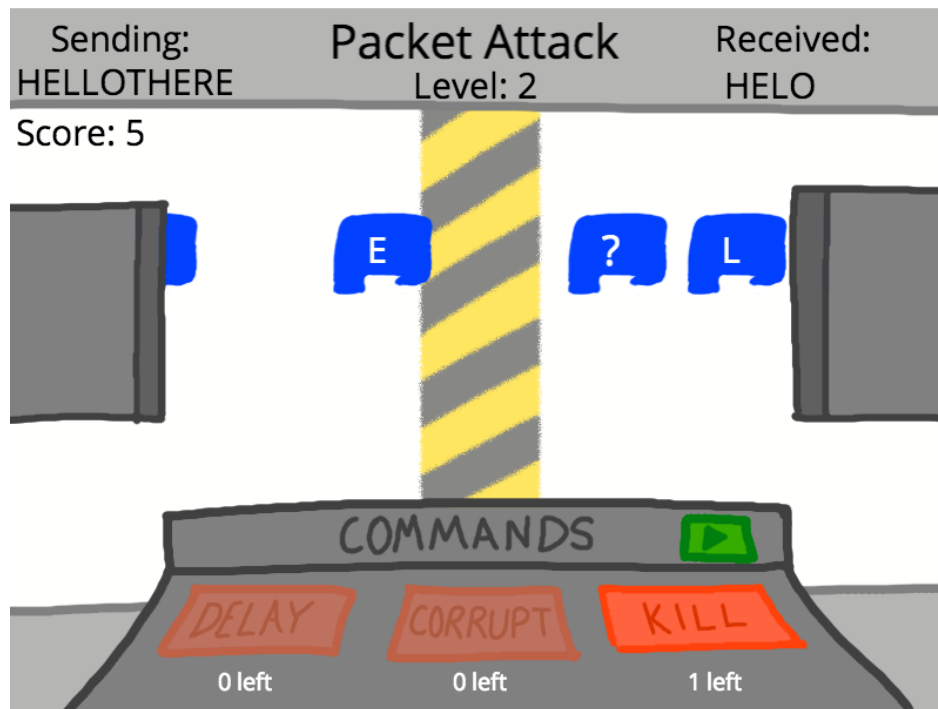 Sending:
HELLOTHERE
Packet Attack
Level: 2
Received:
HELO
Score: 5
E
?
L
COMMANDS
DELAY
CORRUPT
KILL
0 left
0 left
1 left